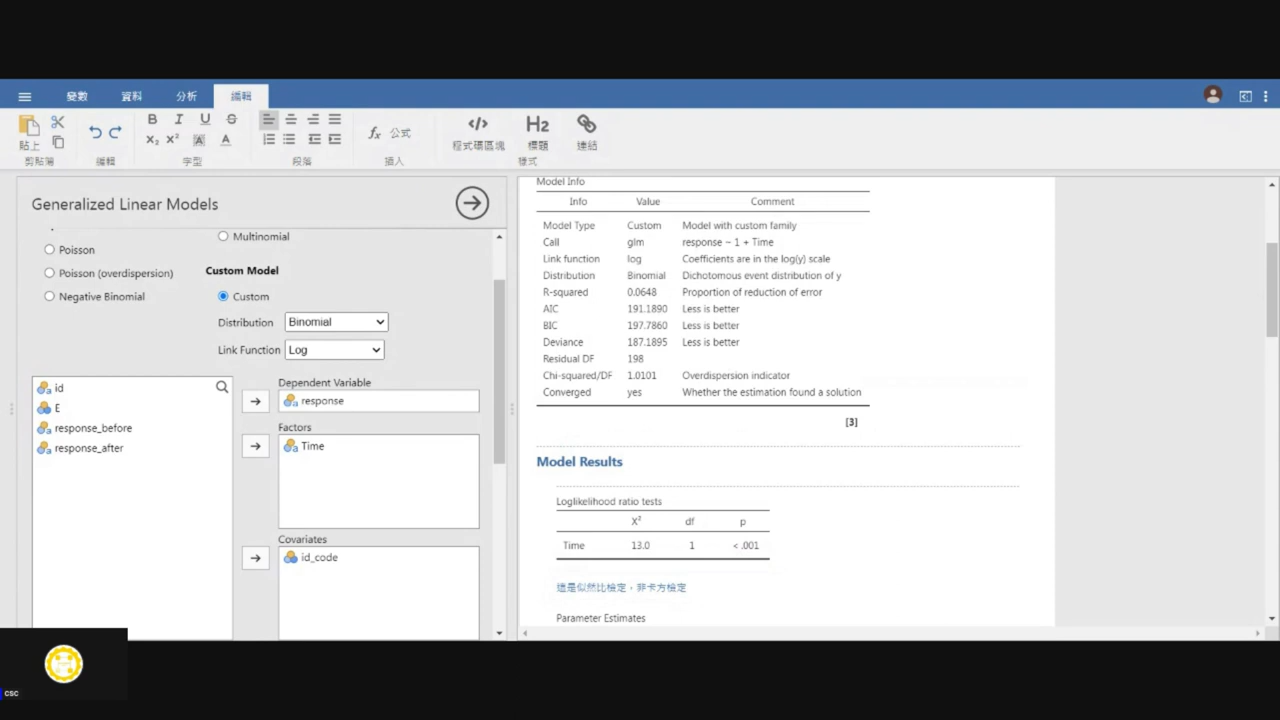 變數 資料 分析 編輯
B I U S
公式 H2
貼上 X₂ X² A A fx 程式碼區塊 標題 連結
剪貼簿 編輯 字型 段落 插入 樣式
Generalized Linear Models
Poisson
Poisson (overdispersion)
Negative Binomial
Multinomial
Custom Model
Custom
Distribution Binomial
Link Function Log
id
E
response_before
response_after
Dependent Variable
response
Factors
Time
Covariates
id_code
Model Info
Info Value Comment
Model Type Custom Model with custom family
Call glm response ~ 1 + Time
Link function log Coefficients are in the log(y) scale
Distribution Binomial Dichotomous event distribution of y
R-squared 0.0648 Proportion of reduction of error
AIC 191.1890 Less is better
BIC 197.7860 Less is better
Deviance 187.1895 Less is better
Residual DF 198
Chi-squared/DF 1.0101 Overdispersion indicator
Converged yes Whether the estimation found a solution
[3]
Model Results
Loglikelihood ratio tests
X² df p
Time 13.0 1 < .001
這是似然比檢定，非卡方檢定
Parameter Estimates
csc